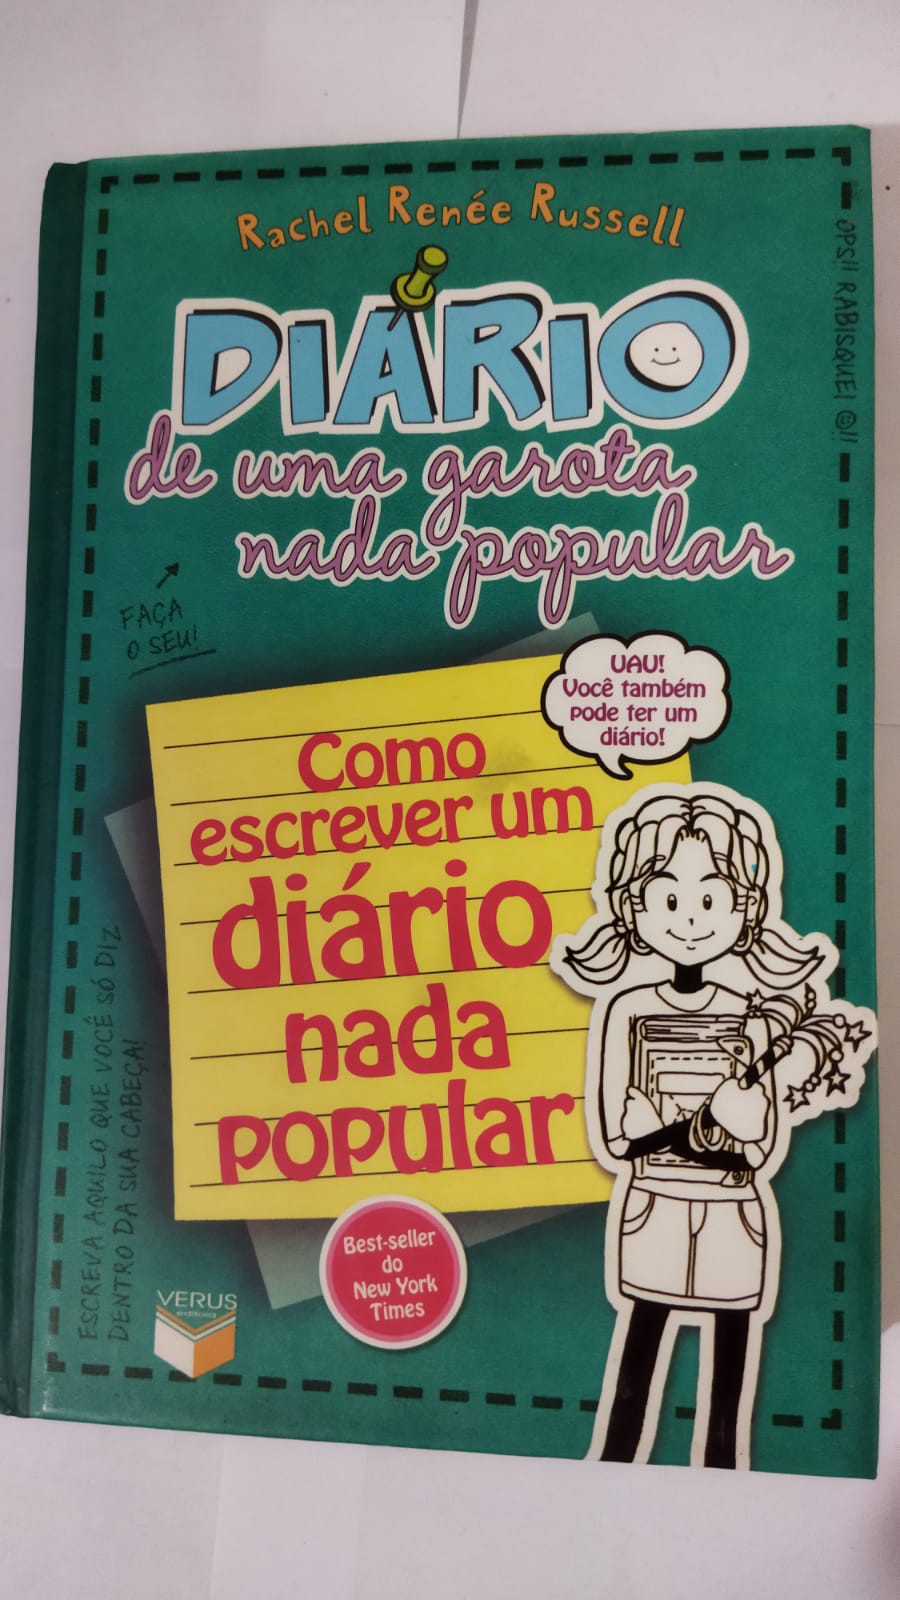 Rachel Renée Russell
DIÁRIO
de uma garota
nada popular
OPS!! RABISQUEI ☺!!
FAÇA
O SEU!
UAU!
Você também
pode ter um
diário!
Como
escrever um
diário
nada
popular
ESCREVA AQUILO QUE VOCÊ SÓ DIZ
DENTRO DA SUA CABEÇA!
Best-seller
do
New York
Times
VERUS
editora